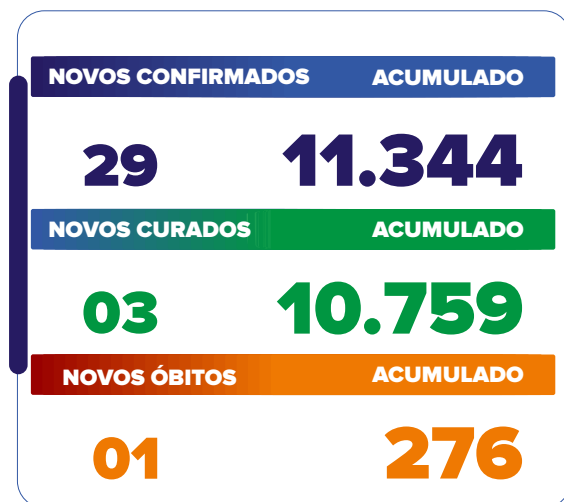 NOVOS CONFIRMADOS ACUMULADO
29 11.344
NOVOS CURADOS ACUMULADO
03 10.759
NOVOS ÓBITOS ACUMULADO
01 276